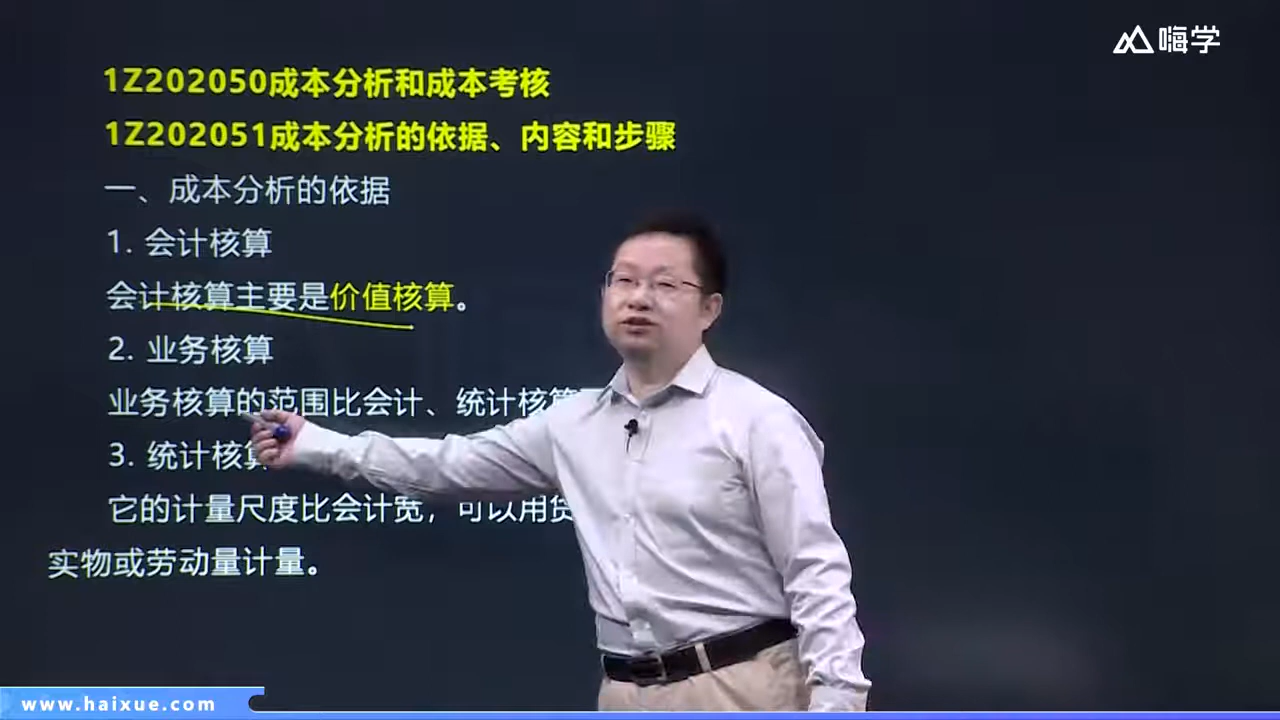 嗨学
1Z202050成本分析和成本考核
1Z202051成本分析的依据、内容和步骤
一、成本分析的依据
1. 会计核算
会计核算主要是价值核算。
2. 业务核算
业务核算的范围比会计、统计核算
3. 统计核算
它的计量尺度比会计宽，可以用货
实物或劳动量计量。
www.haixue.com